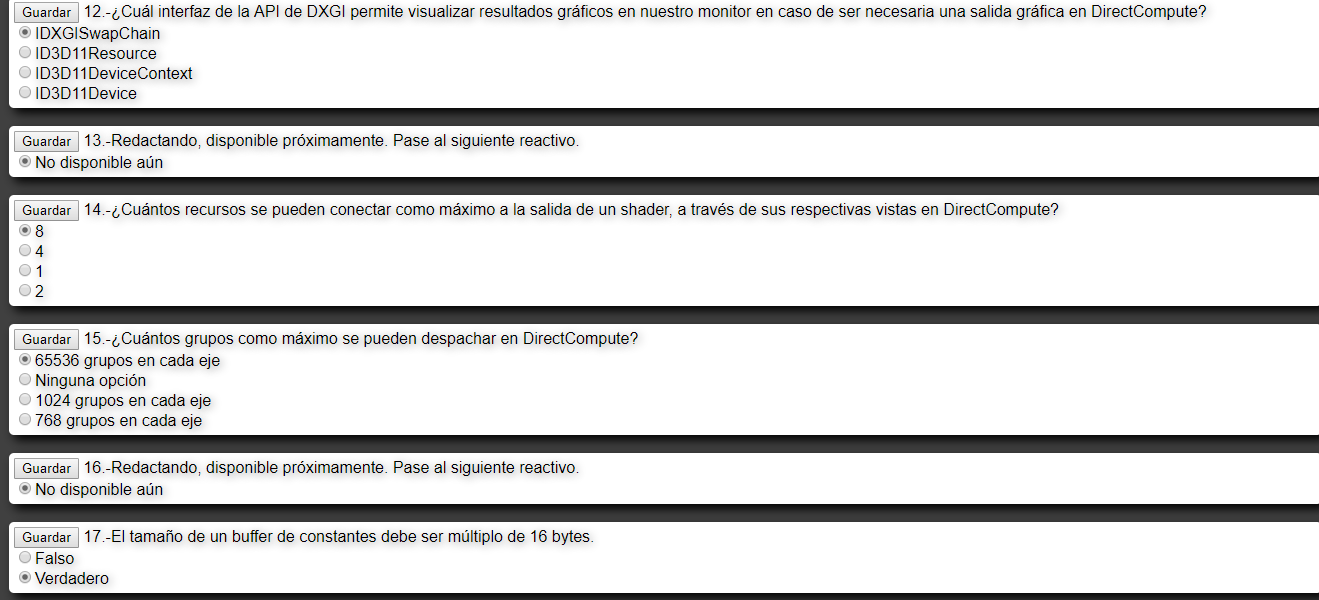 Guardar 12.-¿Cuál interfaz de la API de DXGI permite visualizar resultados gráficos en nuestro monitor en caso de ser necesaria una salida gráfica en DirectCompute?
IDXGISwapChain
ID3D11Resource
ID3D11DeviceContext
ID3D11Device
Guardar 13.-Redactando, disponible próximamente. Pase al siguiente reactivo.
No disponible aún
Guardar 14.-¿Cuántos recursos se pueden conectar como máximo a la salida de un shader, a través de sus respectivas vistas en DirectCompute?
8
4
1
2
Guardar 15.-¿Cuántos grupos como máximo se pueden despachar en DirectCompute?
65536 grupos en cada eje
Ninguna opción
1024 grupos en cada eje
768 grupos en cada eje
Guardar 16.-Redactando, disponible próximamente. Pase al siguiente reactivo.
No disponible aún
Guardar 17.-El tamaño de un buffer de constantes debe ser múltiplo de 16 bytes.
Falso
Verdadero